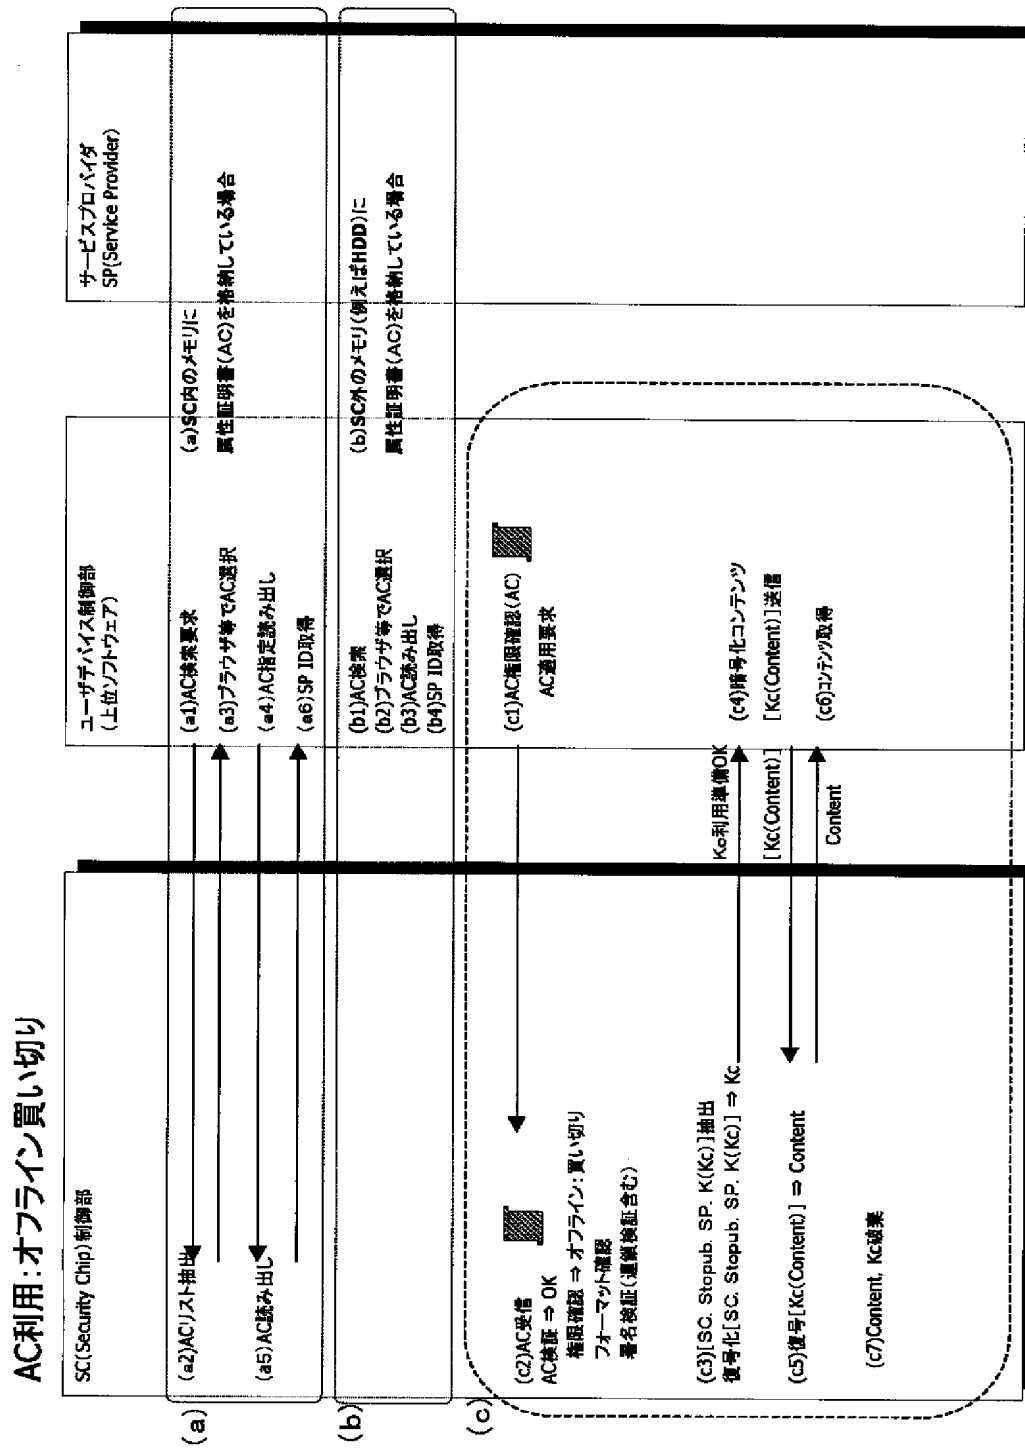 AC利用:オフライン買い切り
SC(Security Chip)制御部
ユーザデバイス制御部
(上位ソフトウェア)
サービスプロバイダ
SP(Service Provider)
(a)
(a1)AC検索要求
(a2)ACリスト抽出
(a3)ブラウザ等でAC選択
(a4)AC指定読み出し
(a5)AC読み出し
(a6)SP ID取得
(a)SC内のメモリに
属性証明書(AC)を格納している場合
(b)
(b1)AC検索
(b2)ブラウザ等でAC選択
(b3)AC読み出し
(b4)SP ID取得
(b)SC外のメモリ(例えばHDD)に
属性証明書(AC)を格納している場合
(c)
(c1)AC権限確認(AC)
AC適用要求
(c2)AC受信
AC検証 ⇒ OK
権限確認 ⇒ オフライン:買い切り
フォーマット確認
署名検証(連鎖検証含む)
(c3)[SC. Stopub. SP. K(Kc)]抽出
復号化[SC. Stopub. SP. K(Kc)] ⇒ Kc
Kc利用準備OK
(c4)暗号化コンテンツ
[Kc(Content)]送信
[Kc(Content)]
(c5)復号[Kc(Content)] ⇒ Content
Content
(c6)コンテンツ取得
(c7)Content, Kc破棄